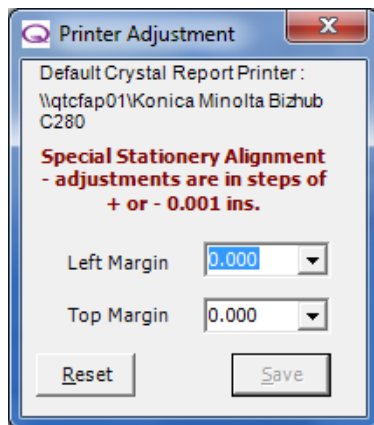 Printer Adjustment
Default Crystal Report Printer :
\\qtcfap01\Konica Minolta Bizhub
C280
Special Stationery Alignment
- adjustments are in steps of
+ or - 0.001 ins.
Left Margin 0.000
Top Margin 0.000
Reset Save